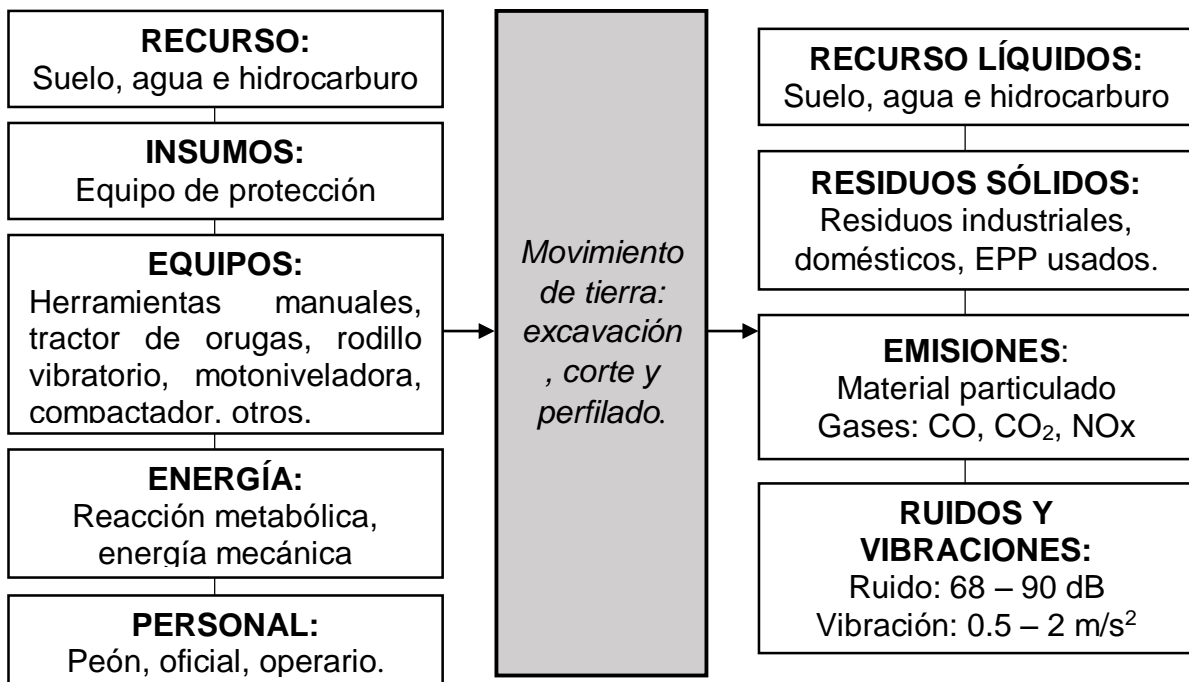 RECURSO:
Suelo, agua e hidrocarburo
INSUMOS:
Equipo de protección
EQUIPOS:
Herramientas manuales,
tractor de orugas, rodillo
vibratorio, motoniveladora,
compactador, otros.
ENERGÍA:
Reacción metabólica,
energía mecánica
PERSONAL:
Peón, oficial, operario.
Movimiento
de tierra:
excavación
, corte y
perfilado.
RECURSO LÍQUIDOS:
Suelo, agua e hidrocarburo
RESIDUOS SÓLIDOS:
Residuos industriales,
domésticos, EPP usados.
EMISIONES:
Material particulado
Gases: CO, CO₂, NOx
RUIDOS Y
VIBRACIONES:
Ruido: 68 – 90 dB
Vibración: 0.5 – 2 m/s²